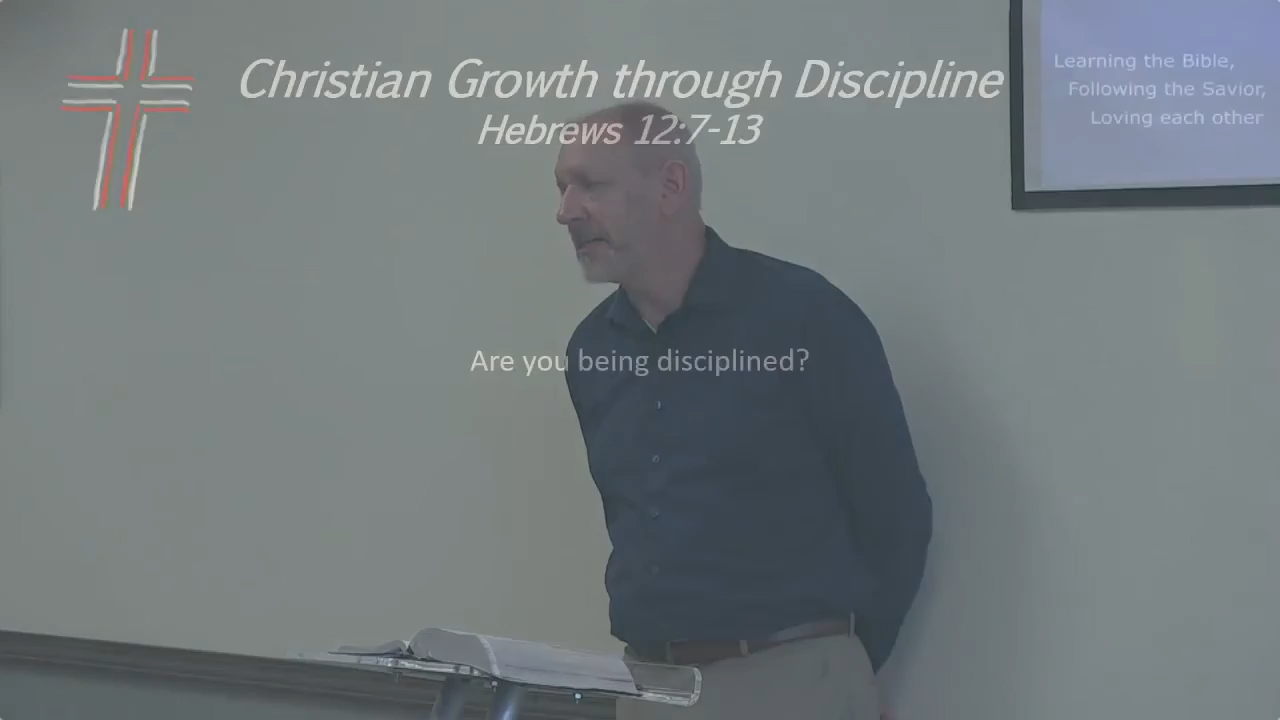 Christian Growth through Discipline
Hebrews 12:7-13
Learning the Bible,
Following the Savior,
Loving each other
Are you being disciplined?